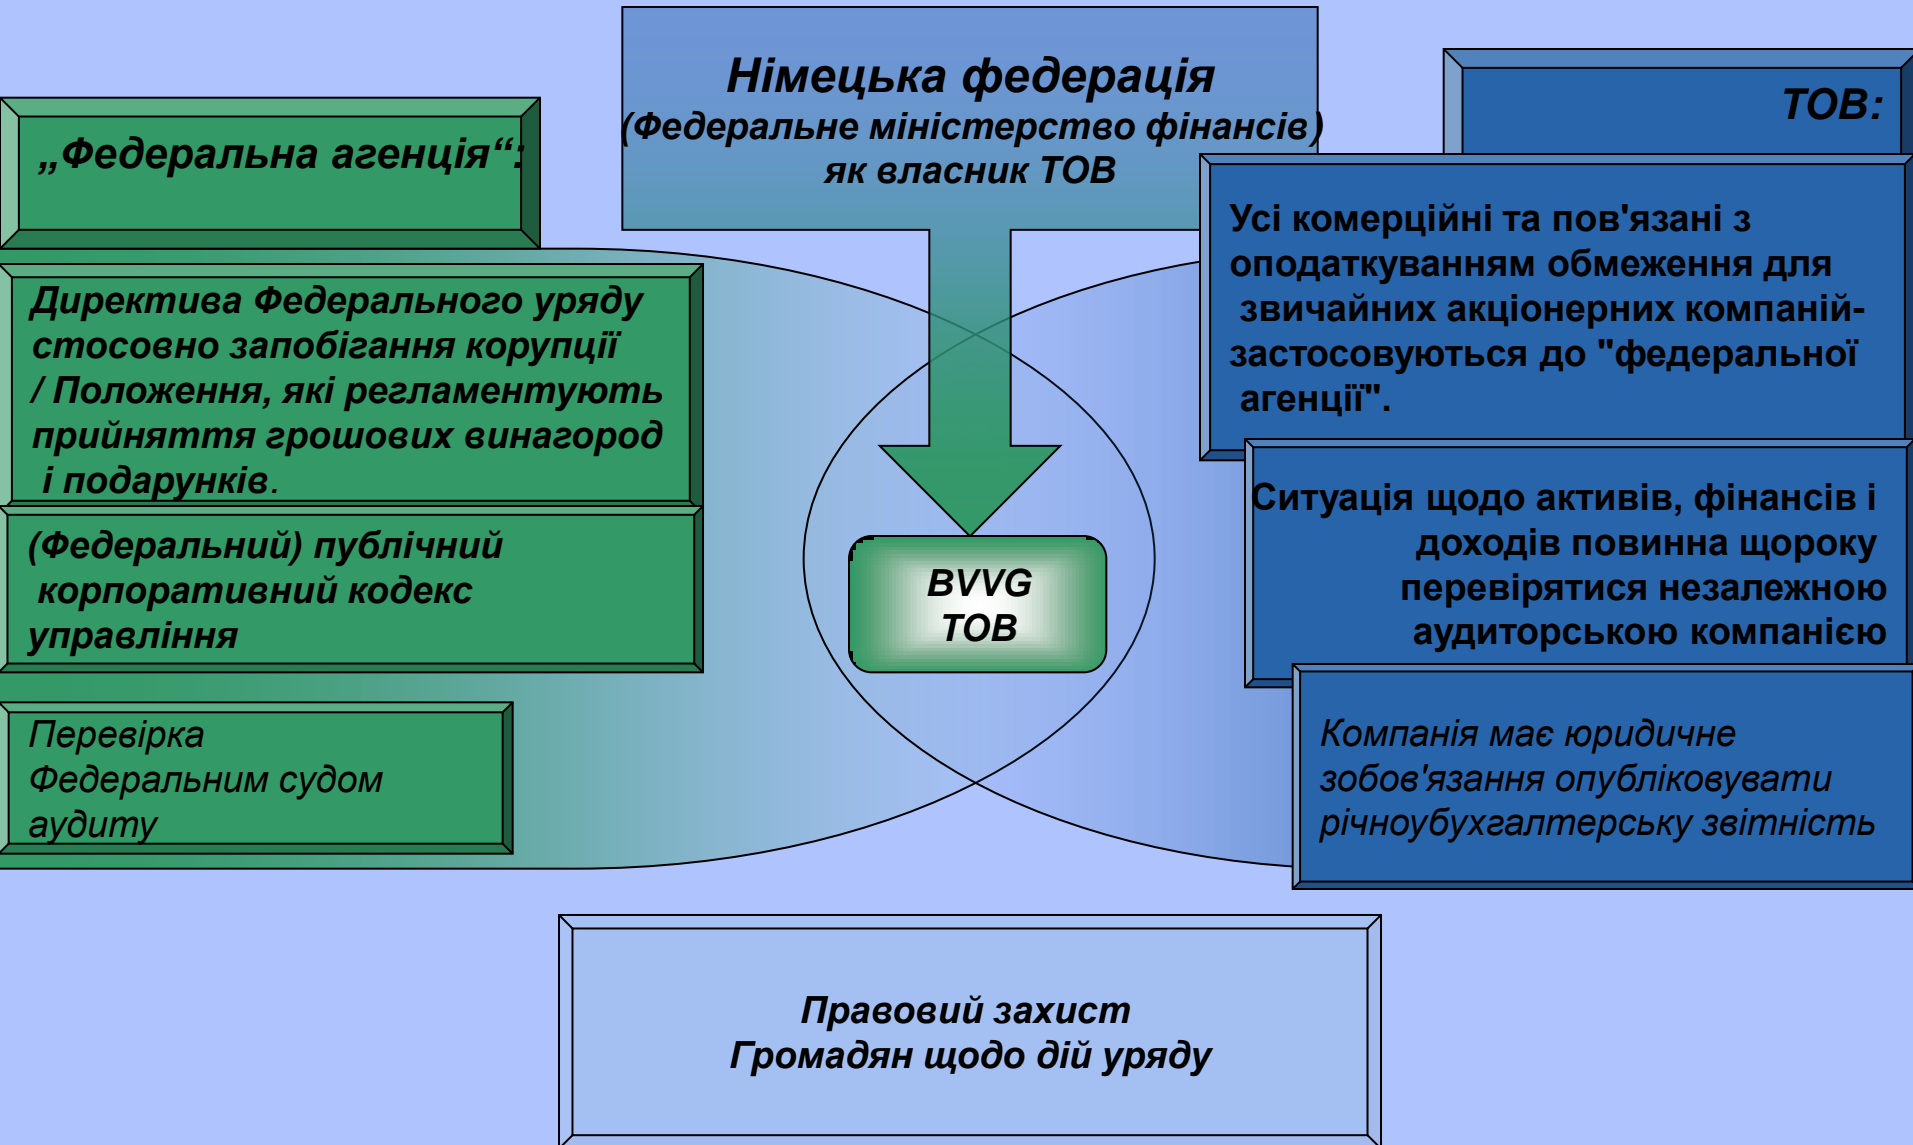 Німецька федерація
(Федеральне міністерство фінансів)
як власник ТОВ
„Федеральна агенція“:
Директива Федерального уряду
стосовно запобігання корупції
/ Положення, які регламентують
прийняття грошових винагород
і подарунків.
(Федеральний) публічний
корпоративний кодекс
управління
Перевірка
Федеральним судом
аудиту
BVVG
ТОВ
ТОВ:
Усі комерційні та пов'язані з
оподаткуванням обмеження для
звичайних акціонерних компаній-
застосовуються до "федеральної
агенції".
Ситуація щодо активів, фінансів і
доходів повинна щороку
перевірятися незалежною
аудиторською компанією
Компанія має юридичне
зобов'язання опубліковувати
річноубухгалтерську звітність
Правовий захист
Громадян щодо дій уряду